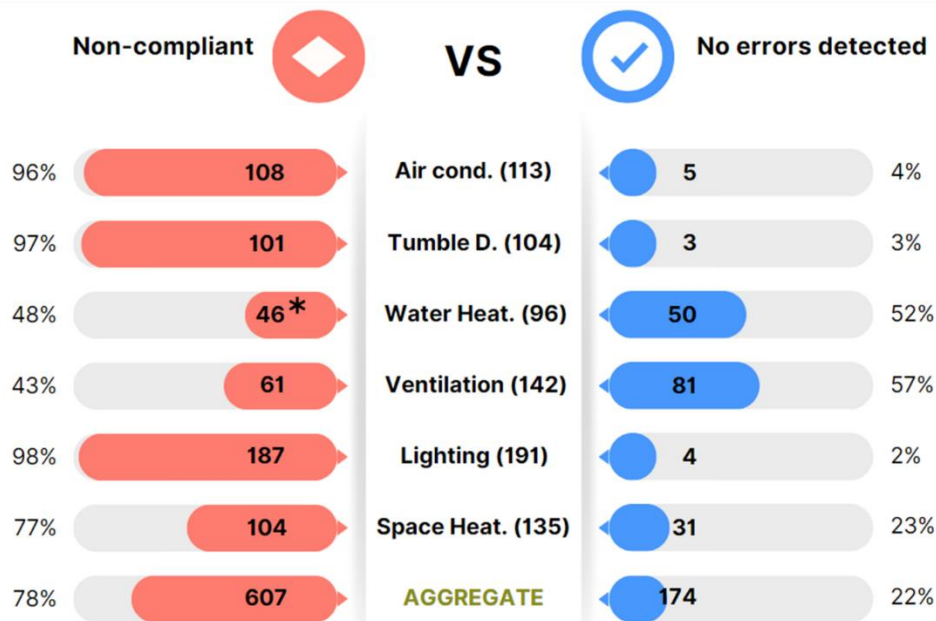 Non-compliant VS No errors detected
96% 108 Air cond. (113) 5 4%
97% 101 Tumble D. (104) 3 3%
48% 46* Water Heat. (96) 50 52%
43% 61 Ventilation (142) 81 57%
98% 187 Lighting (191) 4 2%
77% 104 Space Heat. (135) 31 23%
78% 607 AGGREGATE 174 22%